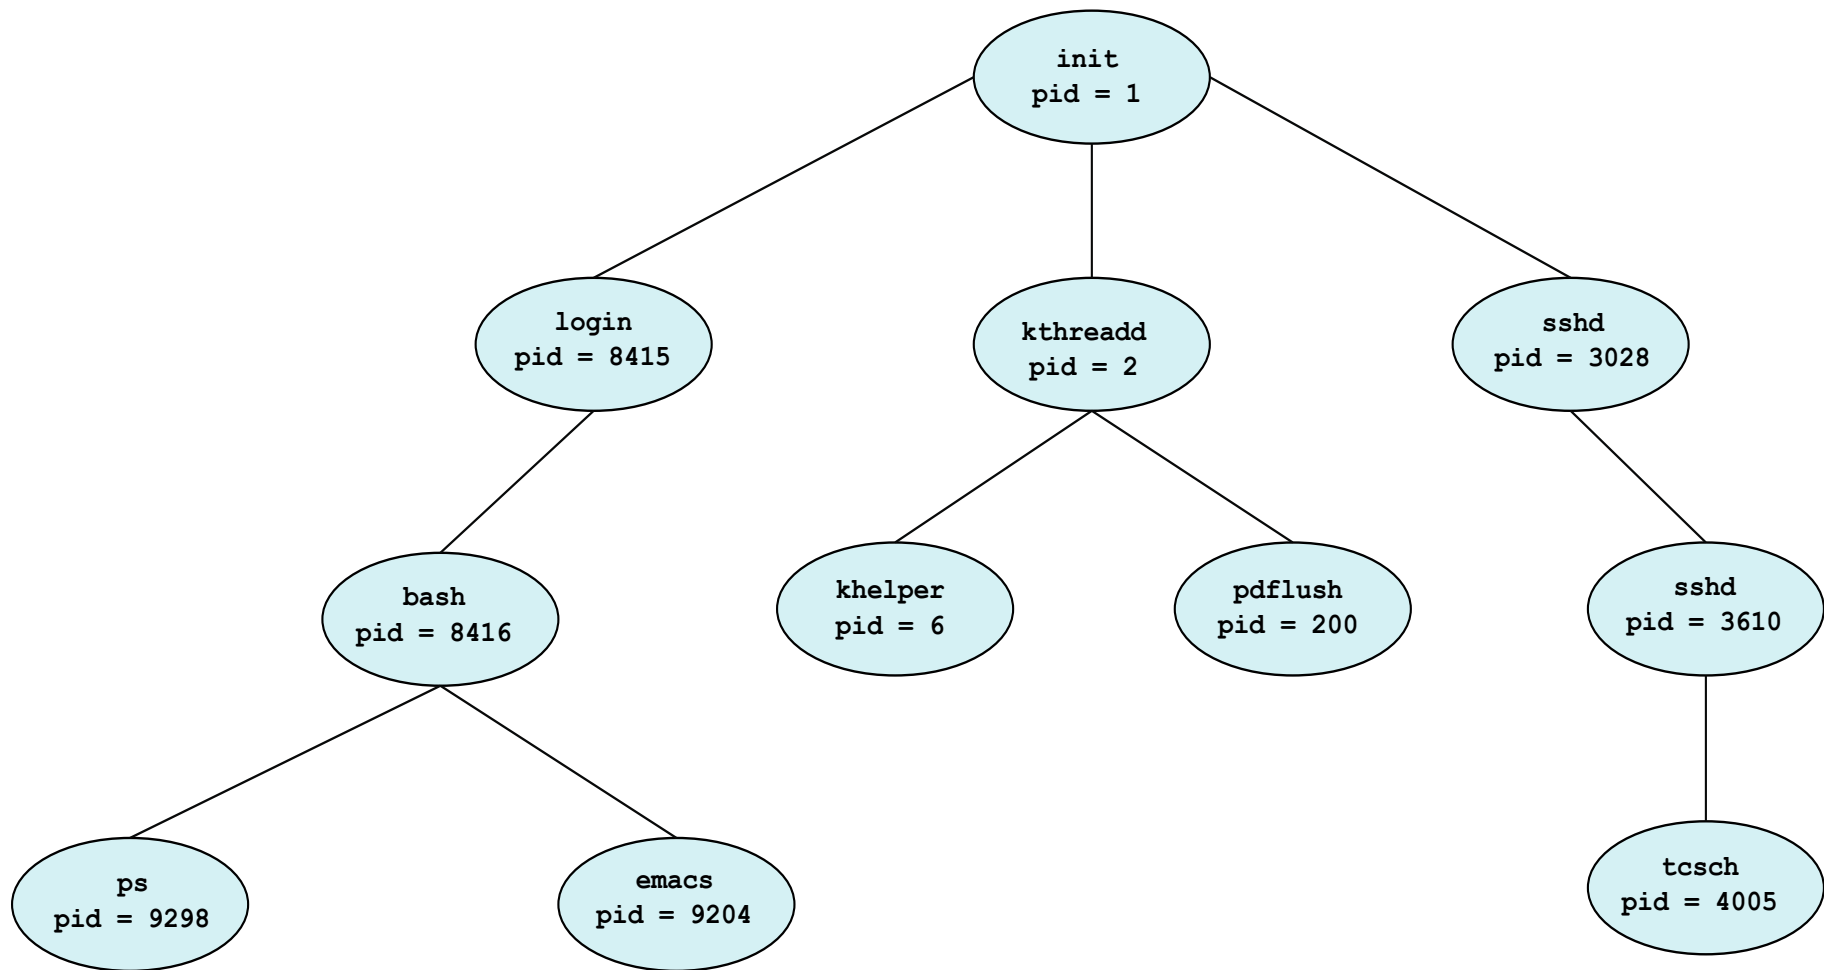 init
pid = 1
login
pid = 8415
kthreadd
pid = 2
sshd
pid = 3028
bash
pid = 8416
khelper
pid = 6
pdflush
pid = 200
sshd
pid = 3610
ps
pid = 9298
emacs
pid = 9204
tcsch
pid = 4005